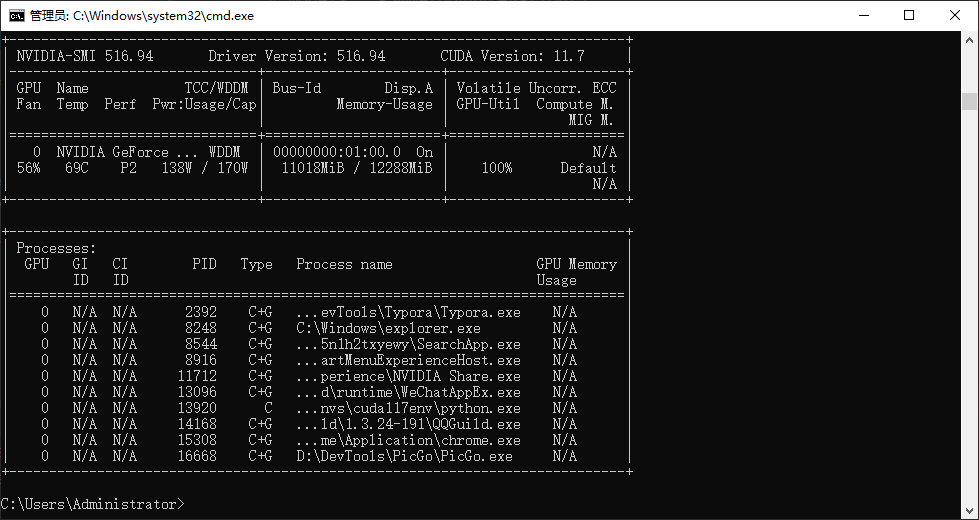 管理员: C:\Windows\system32\cmd.exe
NVIDIA-SMI 516.94 Driver Version: 516.94 CUDA Version: 11.7
GPU Name TCC/WDDM | Bus-Id Disp.A | Volatile Uncorr. ECC
Fan Temp Perf Pwr:Usage/Cap | Memory-Usage | GPU-Util Compute M.
MIG M.
0 NVIDIA GeForce ... WDDM | 00000000:01:00.0 On | N/A
56% 69C P2 138W / 170W | 11018MiB / 12288MiB | 100% Default
N/A
Processes:
GPU GI CI PID Type Process name GPU Memory
ID ID Usage
0 N/A N/A 2392 C+G ...evTools\Typora\Typora.exe N/A
0 N/A N/A 8248 C+G C:\Windows\explorer.exe N/A
0 N/A N/A 8544 C+G ...5n1h2txyewy\SearchApp.exe N/A
0 N/A N/A 8916 C+G ...artMenuExperienceHost.exe N/A
0 N/A N/A 11712 C+G ...perience\NVIDIA Share.exe N/A
0 N/A N/A 13096 C+G ...d\runtime\WeChatAppEx.exe N/A
0 N/A N/A 13920 C ...nvs\cuda117env\python.exe N/A
0 N/A N/A 14168 C+G ...ld\1.3.24-191\QQGuild.exe N/A
0 N/A N/A 15308 C+G ...me\Application\chrome.exe N/A
0 N/A N/A 16668 C+G D:\DevTools\PicGo\PicGo.exe N/A
C:\Users\Administrator>